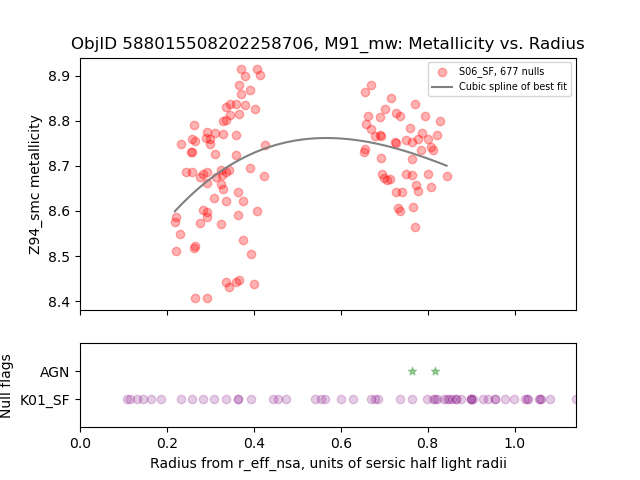 ObjID 588015508202258706, M91_mw: Metallicity vs. Radius
8.9
8.8
8.7
8.6
8.5
8.4
Z94_smc metallicity
S06_SF, 677 nulls
Cubic spline of best fit
AGN
K01_SF
Null flags
0.0 0.2 0.4 0.6 0.8 1.0
Radius from r_eff_nsa, units of sersic half light radii